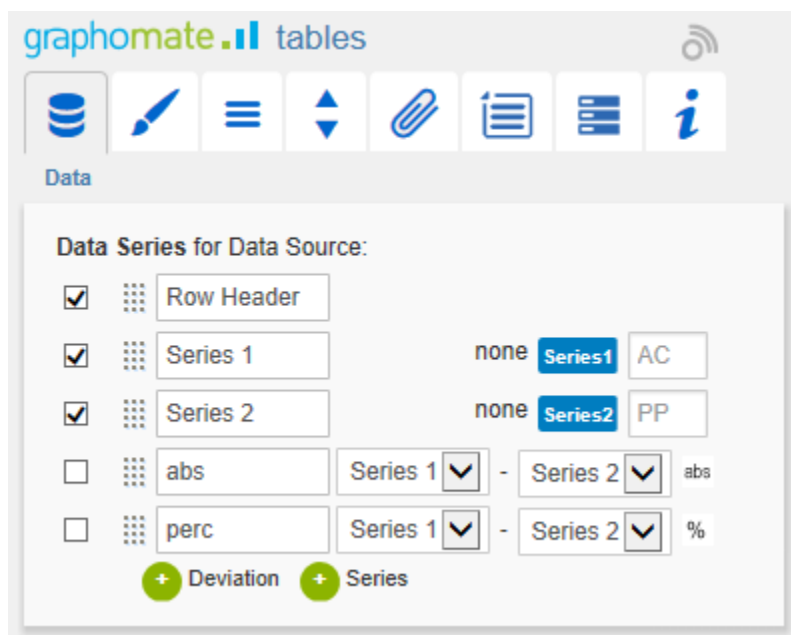 graphomate tables
Data
Data Series for Data Source:
Row Header
Series 1 none Series1 AC
Series 2 none Series2 PP
abs Series 1 - Series 2 abs
perc Series 1 - Series 2 %
+ Deviation + Series